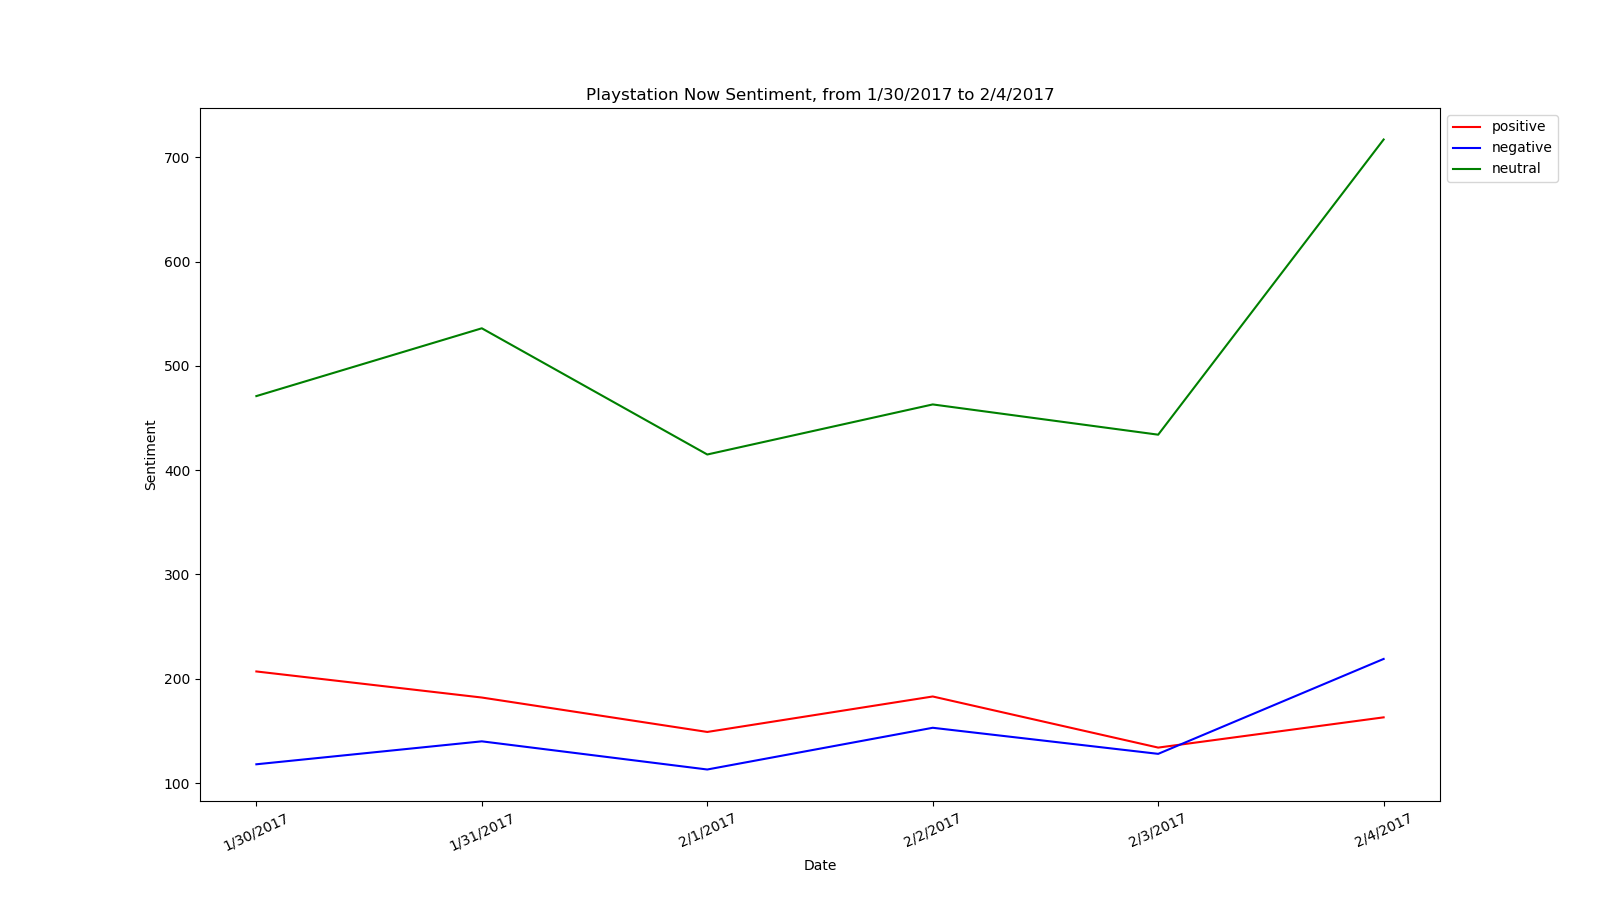 Playstation Now Sentiment, from 1/30/2017 to 2/4/2017
positive
negative
neutral
Sentiment
700
600
500
400
300
200
100
1/30/2017
1/31/2017
2/1/2017
2/2/2017
2/3/2017
2/4/2017
Date